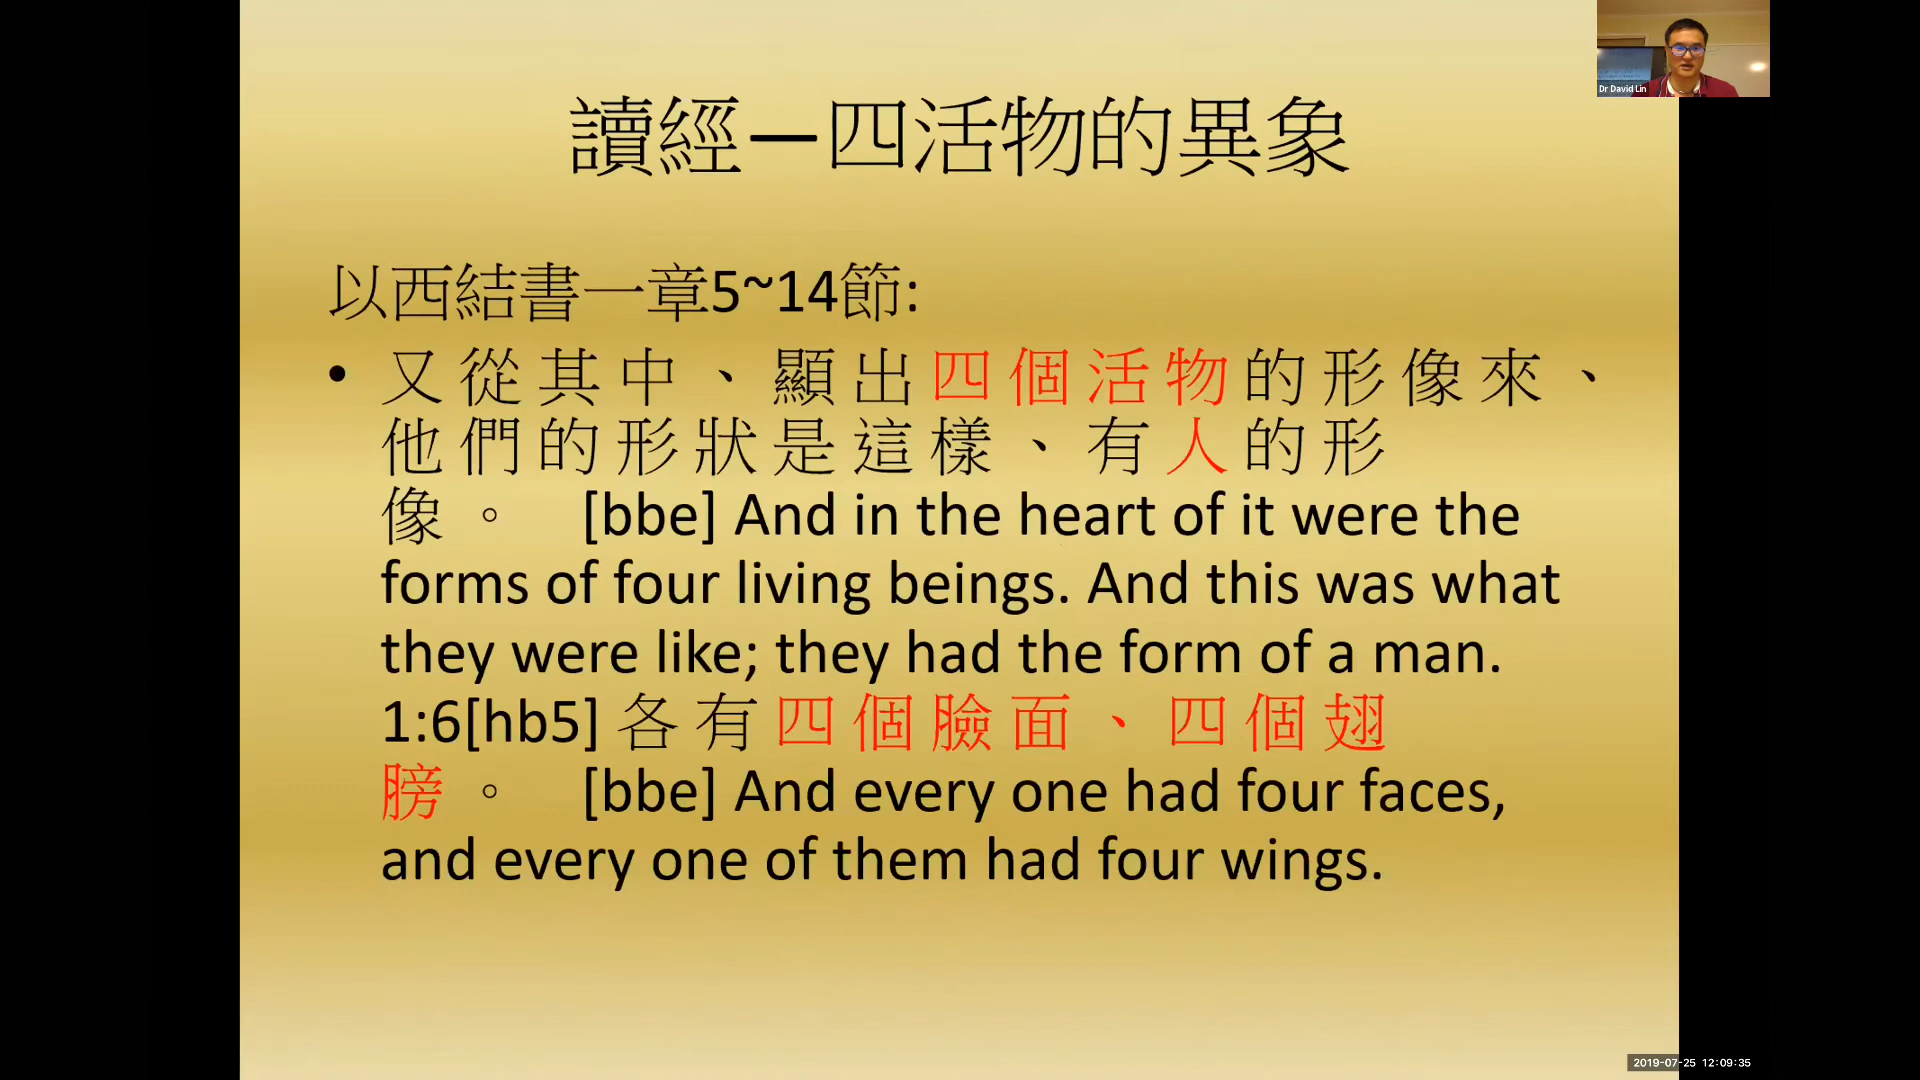 Dr David Lin
讀經—四活物的異象
以西結書一章5~14節:
• 又 從 其 中 、 顯 出 四 個 活 物 的 形 像 來 、
他 們 的 形 狀 是 這 樣 、 有 人 的 形
像 。 [bbe] And in the heart of it were the
forms of four living beings. And this was what
they were like; they had the form of a man.
1:6[hb5] 各 有 四 個 臉 面 、 四 個 翅
膀 。 [bbe] And every one had four faces,
and every one of them had four wings.
2019-07-25 12:09:35